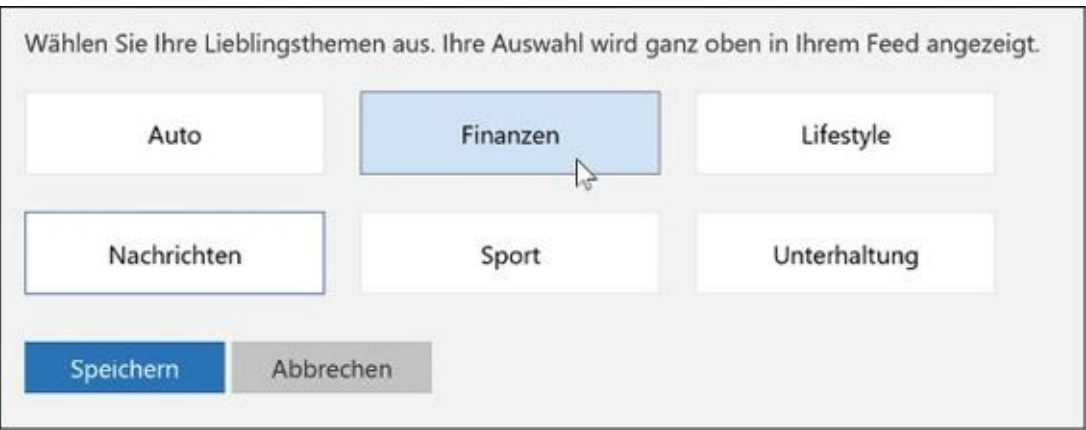 Wählen Sie Ihre Lieblingsthemen aus. Ihre Auswahl wird ganz oben in Ihrem Feed angezeigt.
Auto Finanzen Lifestyle
Nachrichten Sport Unterhaltung
Speichern Abbrechen